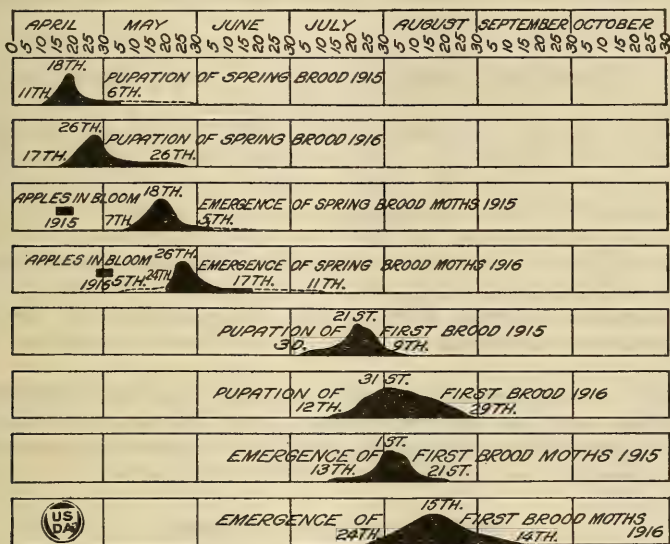 APRIL MAY JUNE JULY AUGUST SEPTEMBER OCTOBER
0 5 10 15 20 25 30 5 10 15 20 25 30 5 10 15 20 25 30 5 10 15 20 25 30 5 10 15 20 25 30 5 10 15 20 25 30 5 10 15 20 25 30
18TH.
PUPATION OF SPRING BROOD 1915
11TH. 6TH.
26TH.
PUPATION OF SPRING BROOD 1916
17TH. 26TH.
APPLES IN BLOOM 18TH. EMERGENCE OF SPRING BROOD MOTHS 1915
1915 7TH. 5TH.
APPLES IN BLOOM 26TH. EMERGENCE OF SPRING BROOD MOTHS 1916
1916 5TH. 24TH. 17TH. 11TH.
21ST.
PUPATION OF FIRST BROOD 1915
3D. 9TH.
31ST.
PUPATION OF FIRST BROOD 1916
12TH. 29TH.
1ST.
EMERGENCE OF FIRST BROOD MOTHS 1915
13TH. 21ST.
15TH.
US EMERGENCE OF FIRST BROOD MOTHS
DA 24TH. 14TH. 1916